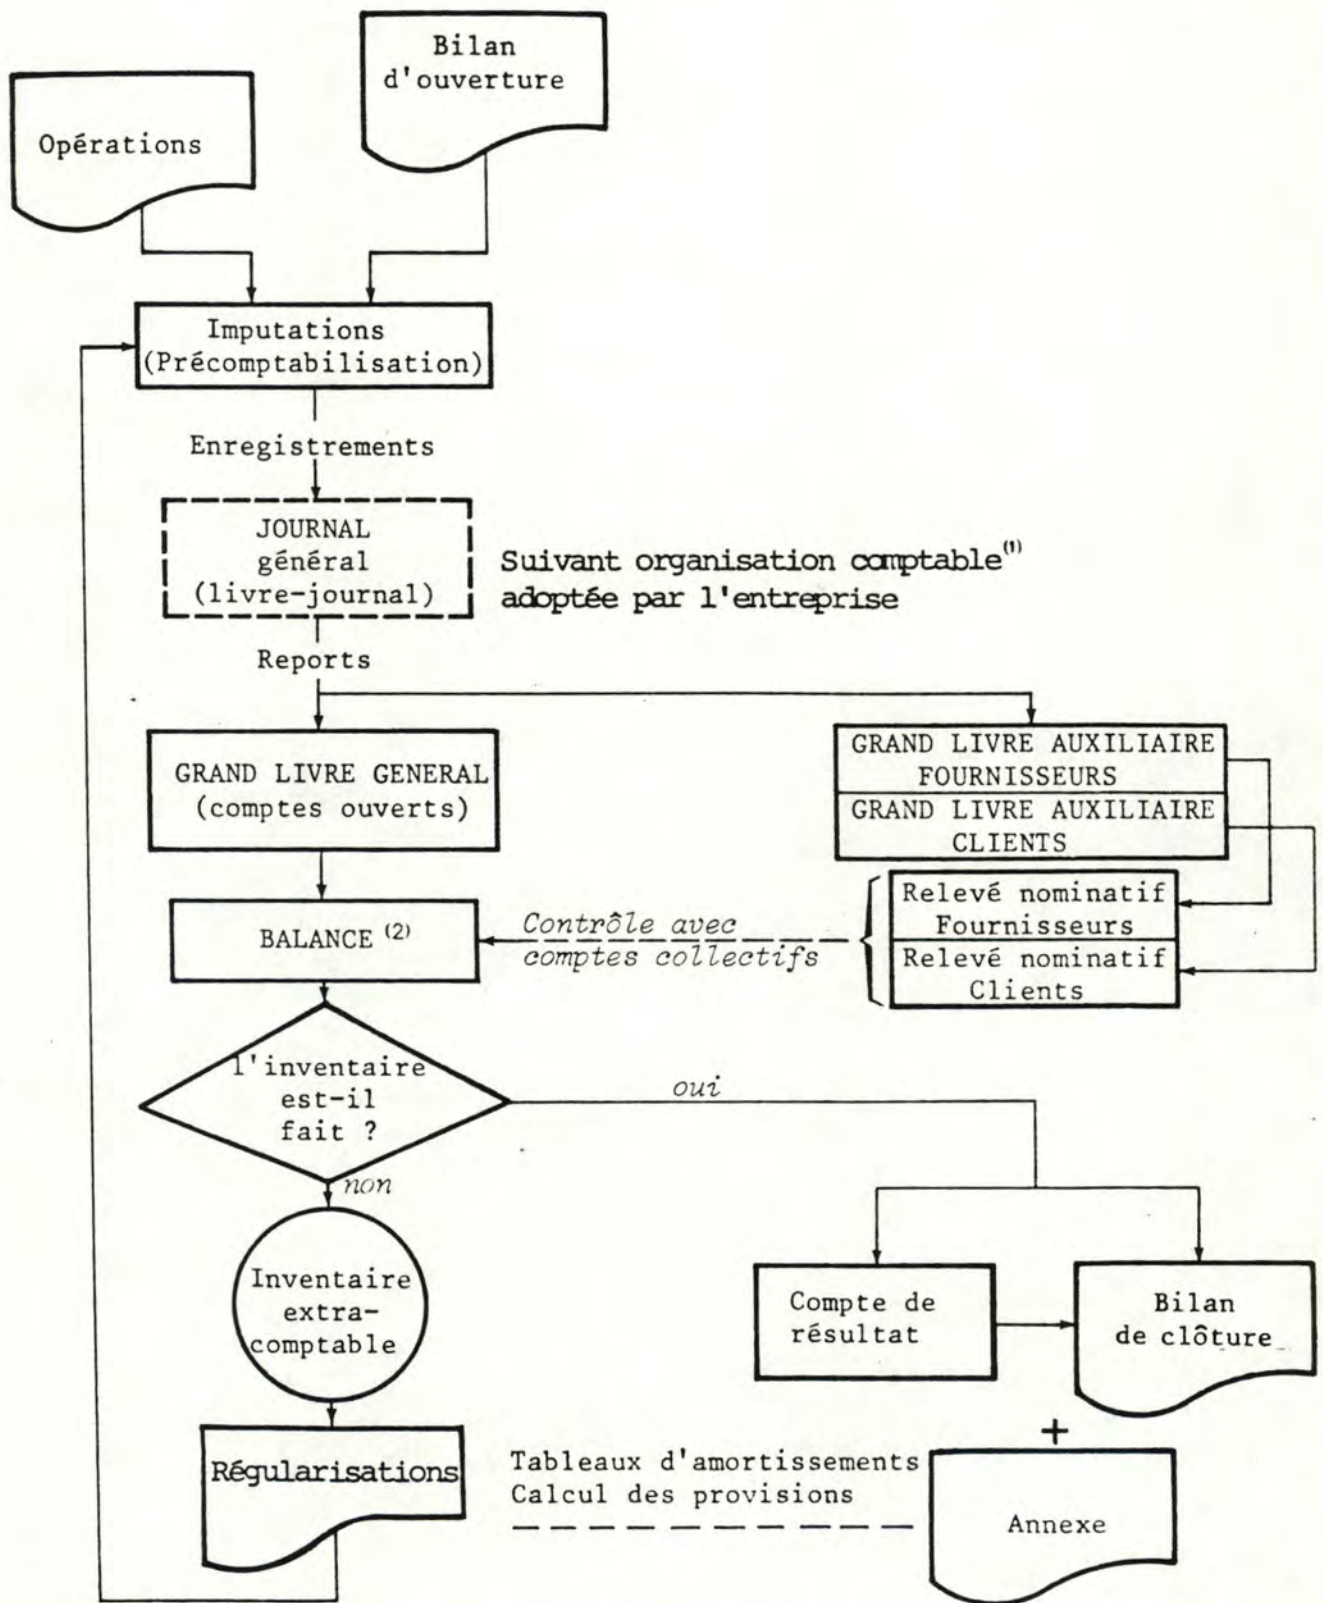 Bilan
d'ouverture
Opérations
Imputations
(Précomptabilisation)
Enregistrements
JOURNAL
général
(livre-journal)
Suivant organisation comptable(1)
adoptée par l'entreprise
Reports
GRAND LIVRE GENERAL
(comptes ouverts)
GRAND LIVRE AUXILIAIRE
FOURNISSEURS
GRAND LIVRE AUXILIAIRE
CLIENTS
Relevé nominatif
Fournisseurs
Relevé nominatif
Clients
Contrôle avec
comptes collectifs
BALANCE (2)
l'inventaire
est-il
fait ?
oui
non
Inventaire
extra-
comptable
Compte de
résultat
Bilan
de clôture
+
Régularisations
Tableaux d'amortissements
Calcul des provisions
Annexe